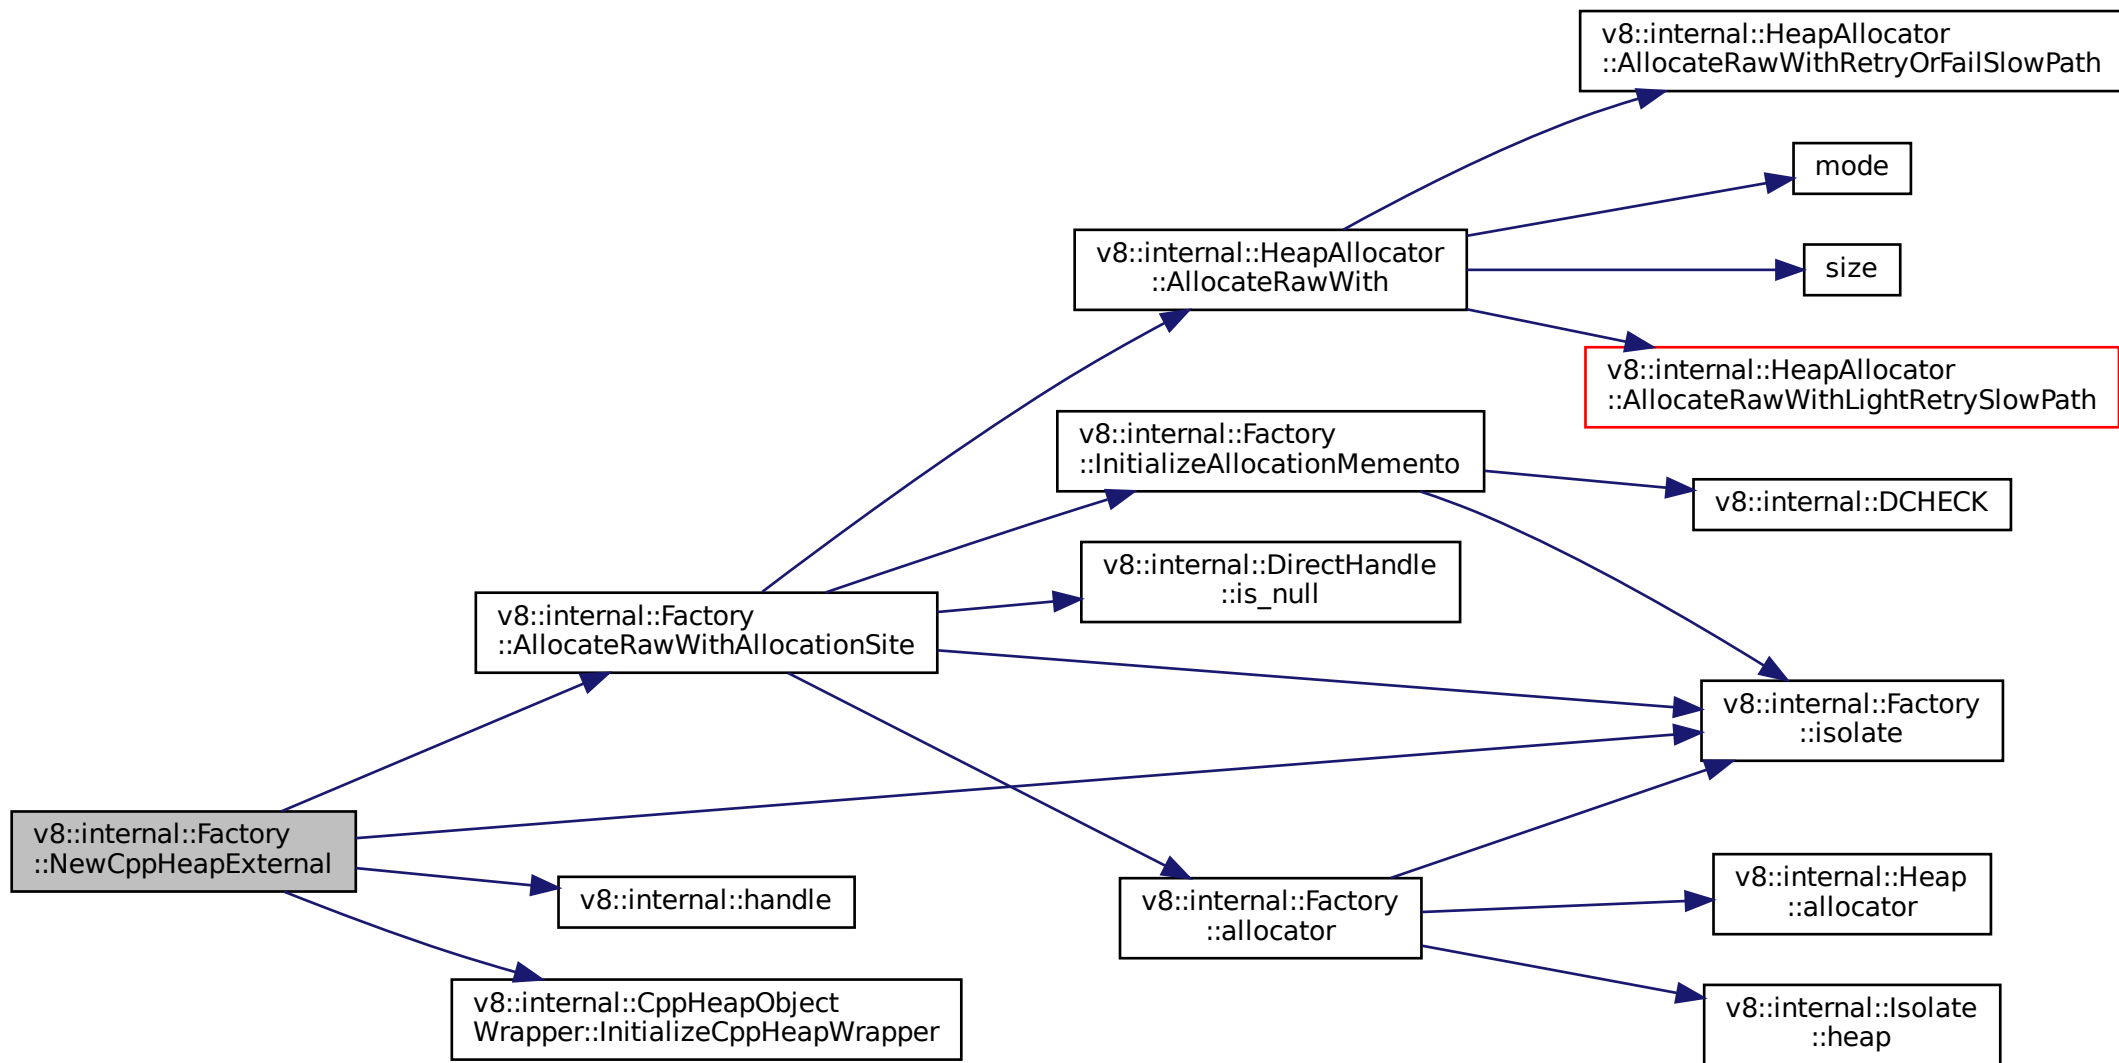 v8::internal::HeapAllocator
::AllocateRawWithRetryOrFailSlowPath
mode
v8::internal::HeapAllocator
::AllocateRawWith
size
v8::internal::HeapAllocator
::AllocateRawWithLightRetrySlowPath
v8::internal::Factory
::InitializeAllocationMemento
v8::internal::DCHECK
v8::internal::DirectHandle
::is_null
v8::internal::Factory
::AllocateRawWithAllocationSite
v8::internal::Factory
::isolate
v8::internal::Factory
::NewCppHeapExternal
v8::internal::handle
v8::internal::Factory
::allocator
v8::internal::Heap
::allocator
v8::internal::CppHeapObject
Wrapper::InitializeCppHeapWrapper
v8::internal::Isolate
::heap